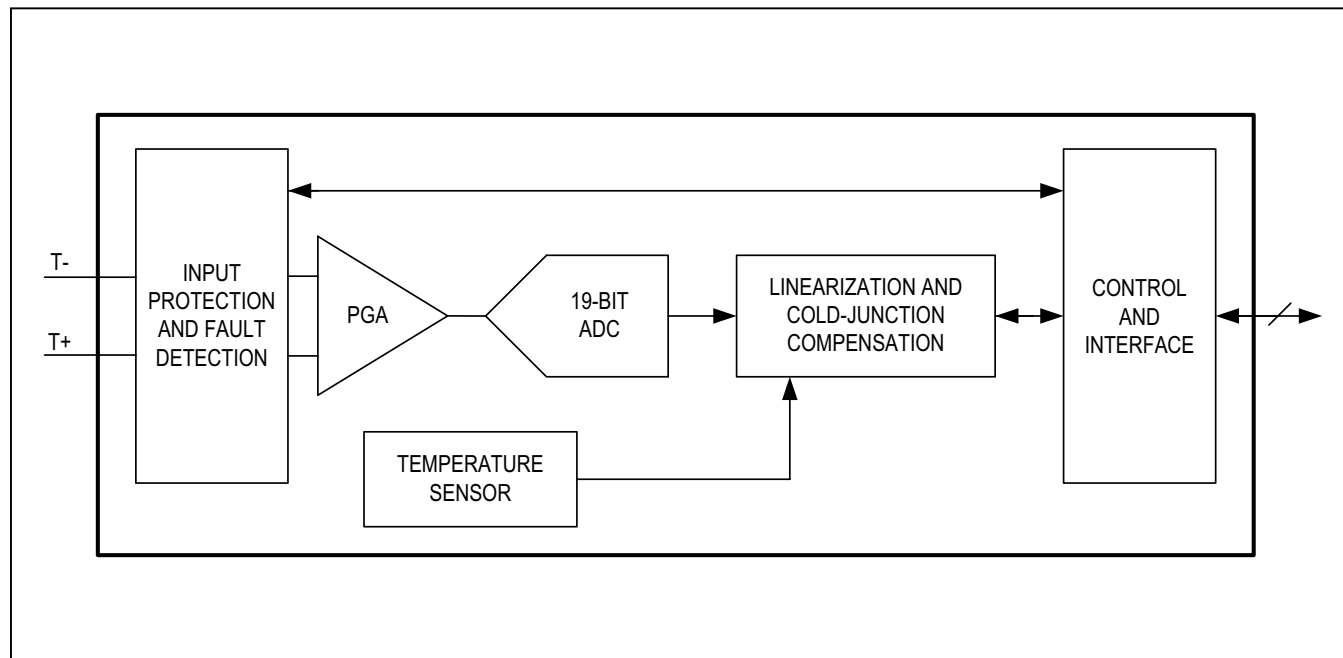 T-
T+
INPUT
PROTECTION
AND FAULT
DETECTION
PGA
19-BIT
ADC
LINEARIZATION AND
COLD-JUNCTION
COMPENSATION
CONTROL
AND
INTERFACE
TEMPERATURE
SENSOR